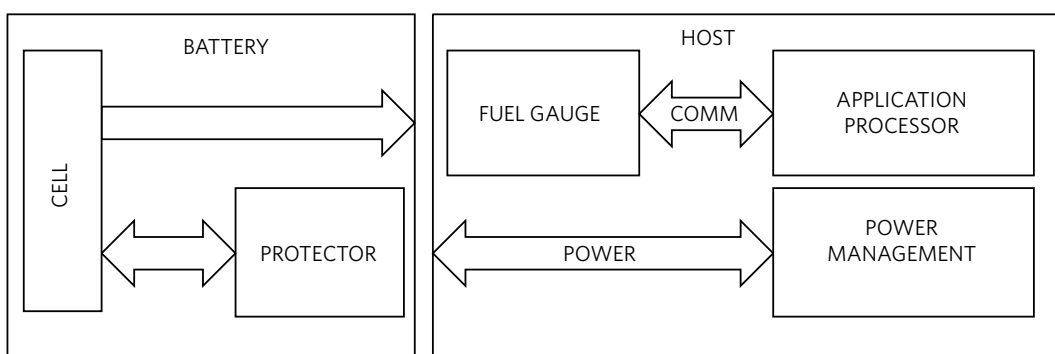 BATTERY
CELL
PROTECTOR
HOST
FUEL GAUGE
COMM
APPLICATION
PROCESSOR
POWER
POWER
MANAGEMENT